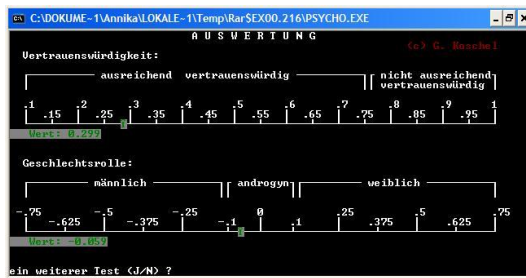 C:\DOKUME~1\Annika\LOKALE~1\Temp\Rar$EX00.216\PSYCHO.EXE
A U S W E R T U N G
(c) G. Koschel
Vertrauenswürdigkeit:
ausreichend vertrauenswürdig nicht ausreichend
vertrauenswürdig
.1 .2 .3 .4 .5 .6 .7 .8 .9 1
.15 .25 .35 .45 .55 .65 .75 .85 .95
Wert: 0.299
Geschlechtsrolle:
männlich androgyn weiblich
-.75 -.5 -.25 0 .25 .5 .75
-.625 -.375 -.1 .1 .375 .625
Wert: -0.059
ein weiterer Test (J/N) ?